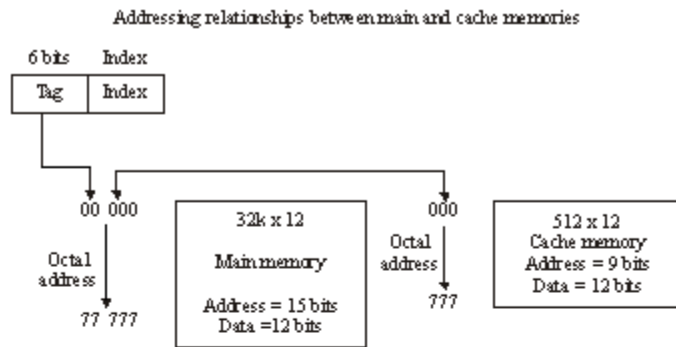 Addressing relationships between main and cache memories
6 bits Index
Tag Index
00 000
000
32k x 12
Main memory
Address = 15 bits
Data =12 bits
512 x 12
Cache memory
Address = 9 bits
Data = 12 bits
Octal
address
Octal
address
77 777
777